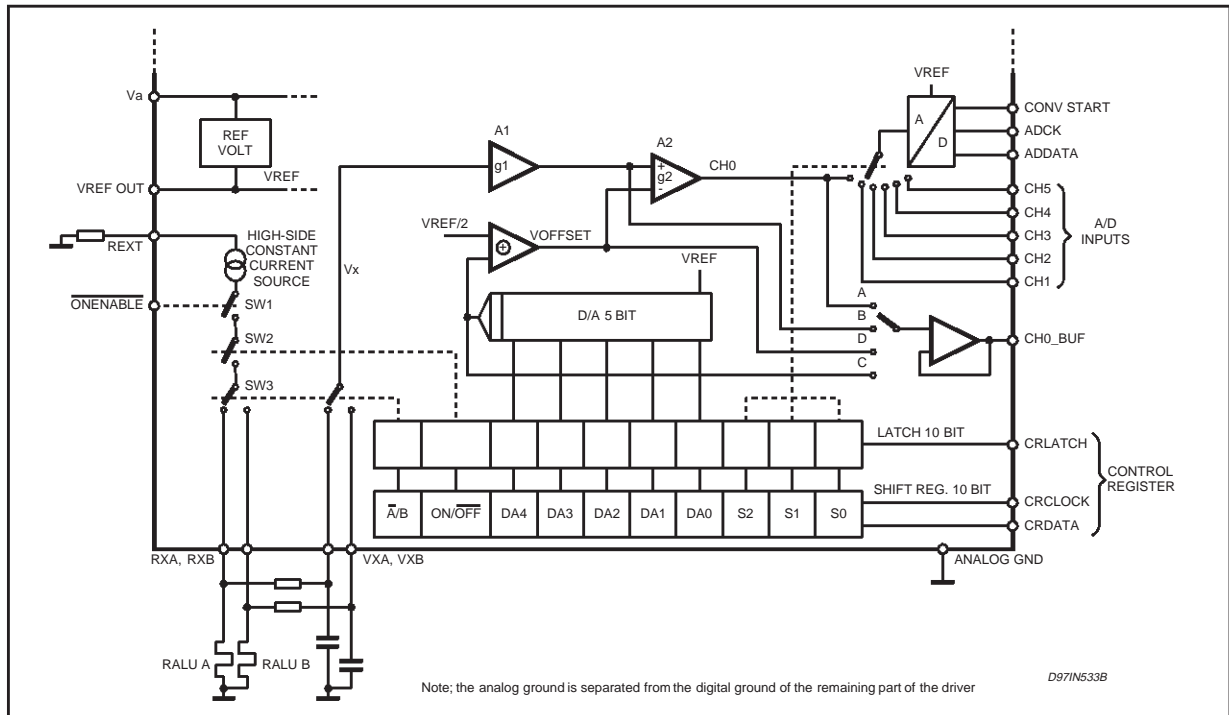 Va
REF
VOLT
VREF OUT
VREF
REXT
HIGH-SIDE
CONSTANT
CURRENT
SOURCE
ONENABLE
SW1
SW2
SW3
Vx
A1
g1
A2
+
g2
-
CH0
VREF/2
VOFFSET
VREF
D/A 5 BIT
VREF
A
D
CONV START
ADCK
ADDATA
CH5
CH4
CH3
CH2
CH1
A/D
INPUTS
A
B
D
C
CH0_BUF
LATCH 10 BIT
CRLATCH
SHIFT REG. 10 BIT
CRCLOCK
CRDATA
CONTROL
REGISTER
A̅/B ON/O̅F̅F̅ DA4 DA3 DA2 DA1 DA0 S2 S1 S0
RXA, RXB
VXA, VXB
ANALOG GND
RALU A
RALU B
Note; the analog ground is separated from the digital ground of the remaining part of the driver
D97IN533B